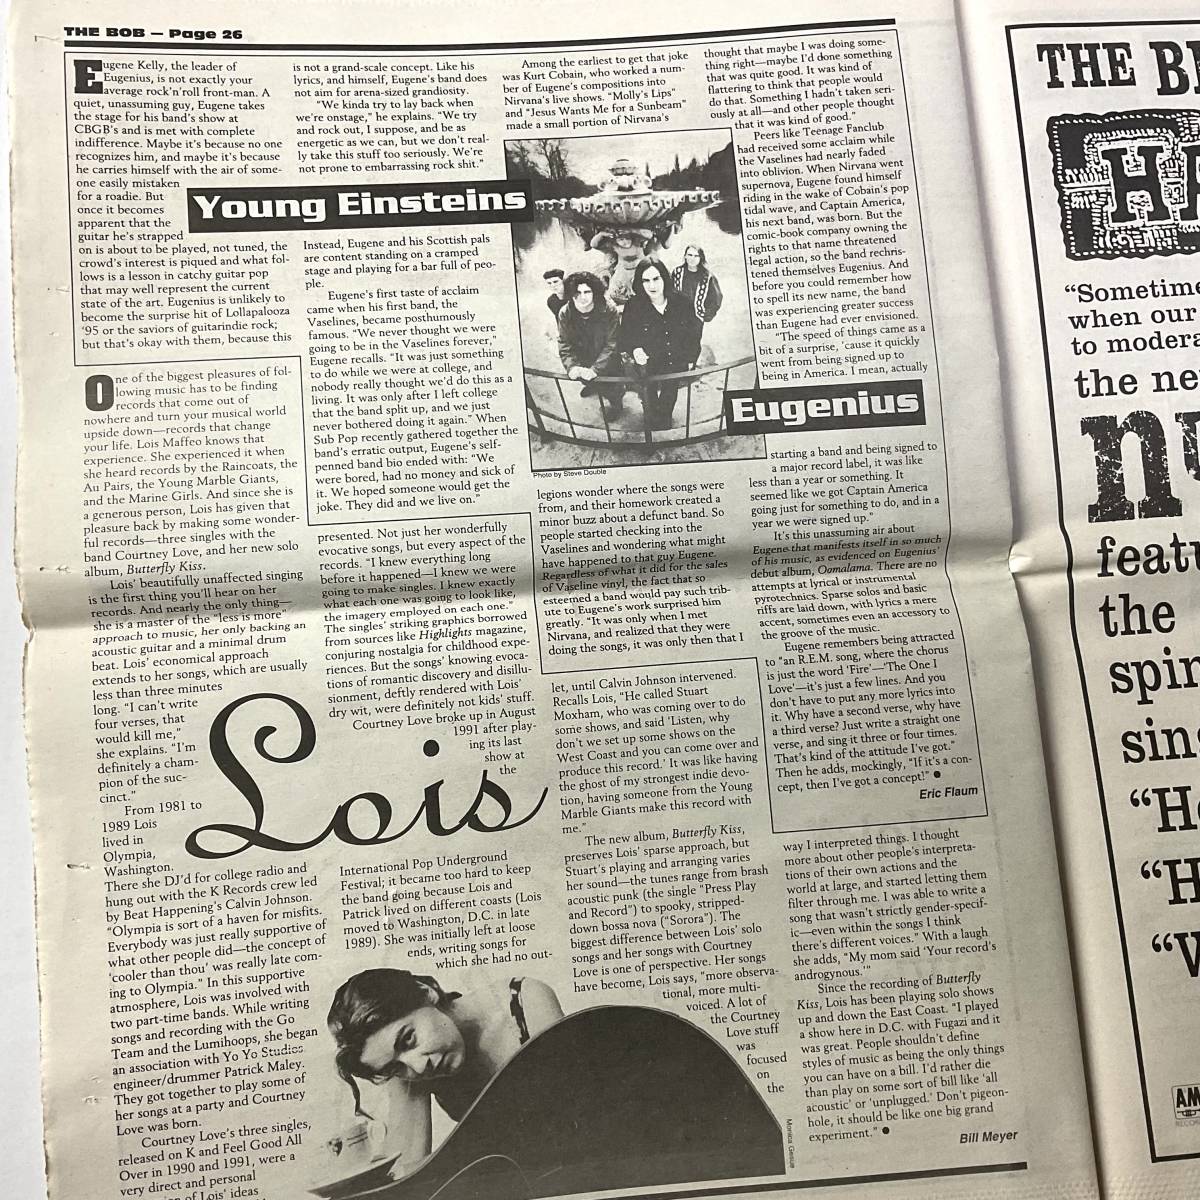 THE BOB — Page 26
Eugene Kelly, the leader of
Eugenius, is not exactly your
average rock'n'roll front-man. A
quiet, unassuming guy, Eugene takes
the stage for his band's show at
CBGB's and is met with complete
indifference. Maybe it's because no one
recognizes him, and maybe it's because
he carries himself with the air of some-
one easily mistaken
for a roadie. But
once it becomes
apparent that the
guitar he's strapped
on is about to be played, not tuned, the
crowd's interest is piqued and what fol-
lows is a lesson in catchy guitar pop
that may well represent the current
state of the art. Eugenius is unlikely to
become the surprise hit of Lollapalooza
'95 or the saviors of guitarindie rock;
but that's okay with them, because this
is not a grand-scale concept. Like his
lyrics, and himself, Eugene's band does
not aim for arena-sized grandiosity.
"We kinda try to lay back when
we're onstage," he explains. "We try
and rock out, I suppose, and be as
energetic as we can, but we don't real-
ly take this stuff too seriously. We're
not prone to embarrassing rock shit."
Young Einsteins
Instead, Eugene and his Scottish pals
are content standing on a cramped
stage and playing for a bar full of peo-
ple.
Eugene's first taste of acclaim
came when his first band, the
Vaselines, became posthumously
famous. "We never thought we were
going to be in the Vaselines forever,"
Eugene recalls. "It was just something
to do while we were at college, and
nobody really thought we'd do this as a
living. It was only after I left college
that the band split up, and we just
never bothered doing it again." When
Sub Pop recently gathered together the
band's erratic output, Eugene's self-
penned band bio ended with: "We
were bored, had no money and sick of
it. We hoped someone would get the
joke. They did and we live on."
Among the earliest to get that joke
was Kurt Cobain, who worked a num-
ber of Eugene's compositions into
Nirvana's live shows. "Molly's Lips"
and "Jesus Wants Me for a Sunbeam"
made a small portion of Nirvana's
Photo by Steve Double
legions wonder where the songs were
from, and their homework created a
minor buzz about a defunct band. So
people started checking into the
Vaselines and wondering what might
have happened to that guy Eugene.
Regardless of what it did for the sales
of Vaseline vinyl, the fact that so
esteemed a band would pay such trib-
ute to Eugene's work surprised him
greatly. "It was only when I met
Nirvana, and realized that they were
doing the songs, it was only then that I
thought that maybe I was doing some-
thing right—maybe I'd done something
that was quite good. It was kind of
flattering to think that people would
do that. Something I hadn't taken seri-
ously at all—and other people thought
that it was kind of good."
Peers like Teenage Fanclub
had received some acclaim while
the Vaselines had nearly faded
into oblivion. When Nirvana went
supernova, Eugene found himself
riding in the wake of Cobain's pop
tidal wave, and Captain America,
his next band, was born. But the
comic-book company owning the
rights to that name threatened
legal action, so the band rechris-
tened themselves Eugenius. And
before you could remember how
to spell its new name, the band
was experiencing greater success
than Eugene had ever envisioned.
"The speed of things came as a
bit of a surprise, 'cause it quickly
went from being signed up to
being in America. I mean, actually
Eugenius
starting a band and being signed to
a major record label, it was like
less than a year or something. It
seemed like we got Captain America
going just for something to do, and in a
year we were signed up."
It's this unassuming air about
Eugene that manifests itself in so much
of his music, as evidenced on Eugenius'
debut album, Oomalama. There are no
attempts at lyrical or instrumental
pyrotechnics. Sparse solos and basic
riffs are laid down, with lyrics a mere
accent, sometimes even an accessory to
the groove of the music.
Eugene remembers being attracted
to "an R.E.M. song, where the chorus
is just the word 'Fire'—'The One I
Love'—it's just a few lines. And you
don't have to put any more lyrics into
it. Why have a second verse, why have
a third verse? Just write a straight one
verse, and sing it three or four times.
That's kind of the attitude I've got."
Then he adds, mockingly, "If it's a con-
cept, then I've got a concept!" ●
Eric Flaum
One of the biggest pleasures of fol-
lowing music has to be finding
records that come out of
nowhere and turn your musical world
upside down—records that change
your life. Lois Maffeo knows that
experience. She experienced it when
she heard records by the Raincoats, the
Au Pairs, the Young Marble Giants,
and the Marine Girls. And since she is
a generous person, Lois has given that
pleasure back by making some wonder-
ful records—three singles with the
band Courtney Love, and her new solo
album, Butterfly Kiss.
Lois' beautifully unaffected singing
is the first thing you'll hear on her
records. And nearly the only thing—
she is a master of the "less is more"
approach to music, her only backing an
acoustic guitar and a minimal drum
beat. Lois' economical approach
extends to her songs, which are usually
less than three minutes
long. "I can't write
four verses, that
would kill me,"
she explains. "I'm
definitely a cham-
pion of the suc-
cinct."
From 1981 to
1989 Lois
lived in
Olympia,
Washington.
There she DJ'd for college radio and
hung out with the K Records crew led
by Beat Happening's Calvin Johnson.
"Olympia is sort of a haven for misfits.
Everybody was just really supportive of
what other people did—the concept of
'cooler than thou' was really late com-
ing to Olympia." In this supportive
atmosphere, Lois was involved with
two part-time bands. While writing
songs and recording with the Go
Team and the Lumihoops, she began
an association with Yo Yo Studios
engineer/drummer Patrick Maley.
They got together to play some of
her songs at a party and Courtney
Love was born.
Courtney Love's three singles,
released on K and Feel Good All
Over in 1990 and 1991, were a
very direct and personal
of Lois' ideas
Lois
presented. Not just her wonderfully
evocative songs, but every aspect of the
records. "I knew everything long
before it happened—I knew we were
going to make singles. I knew exactly
what each one was going to look like,
the imagery employed on each one."
The singles' striking graphics borrowed
from sources like Highlights magazine,
conjuring nostalgia for childhood expe-
riences. But the songs' knowing evoca-
tions of romantic discovery and disillu-
sionment, deftly rendered with Lois'
dry wit, were definitely not kids' stuff.
Courtney Love broke up in August
1991 after play-
ing its last
show at
the
International Pop Underground
Festival; it became too hard to keep
the band going because Lois and
Patrick lived on different coasts (Lois
moved to Washington, D.C. in late
1989). She was initially left at loose
ends, writing songs for
which she had no out-
let, until Calvin Johnson intervened.
Recalls Lois, "He called Stuart
Moxham, who was coming over to do
some shows, and said 'Listen, why
don't we set up some shows on the
West Coast and you can come over and
produce this record.' It was like having
the ghost of my strongest indie devo-
tion, having someone from the Young
Marble Giants make this record with
me."
The new album, Butterfly Kiss,
preserves Lois' sparse approach, but
Stuart's playing and arranging varies
her sound—the tunes range from brash
acoustic punk (the single "Press Play
and Record") to spooky, stripped-
down bossa nova ("Sorora"). The
biggest difference between Lois' solo
songs and her songs with Courtney
Love is one of perspective. Her songs
have become, Lois says, "more observa-
tional, more multi-
voiced. A lot of
the Courtney
Love stuff
was
focused
on
the
Monica Gesue
way I interpreted things. I thought
more about other people's interpreta-
tions of their own actions and the
world at large, and started letting them
filter through me. I was able to write a
song that wasn't strictly gender-specif-
ic—even within the songs I think
there's different voices." With a laugh
she adds, "My mom said 'Your record's
androgynous.'"
Since the recording of Butterfly
Kiss, Lois has been playing solo shows
up and down the East Coast. "I played
a show here in D.C. with Fugazi and it
was great. People shouldn't define
styles of music as being the only things
you can have on a bill. I'd rather die
than play on some sort of bill like 'all
acoustic' or 'unplugged.' Don't pigeon-
hole, it should be like one big grand
experiment." ●
Bill Meyer
THE
"Sometime
when our
to modera
the ne
featu
the
spir
sin
"H
"H
"V
AM